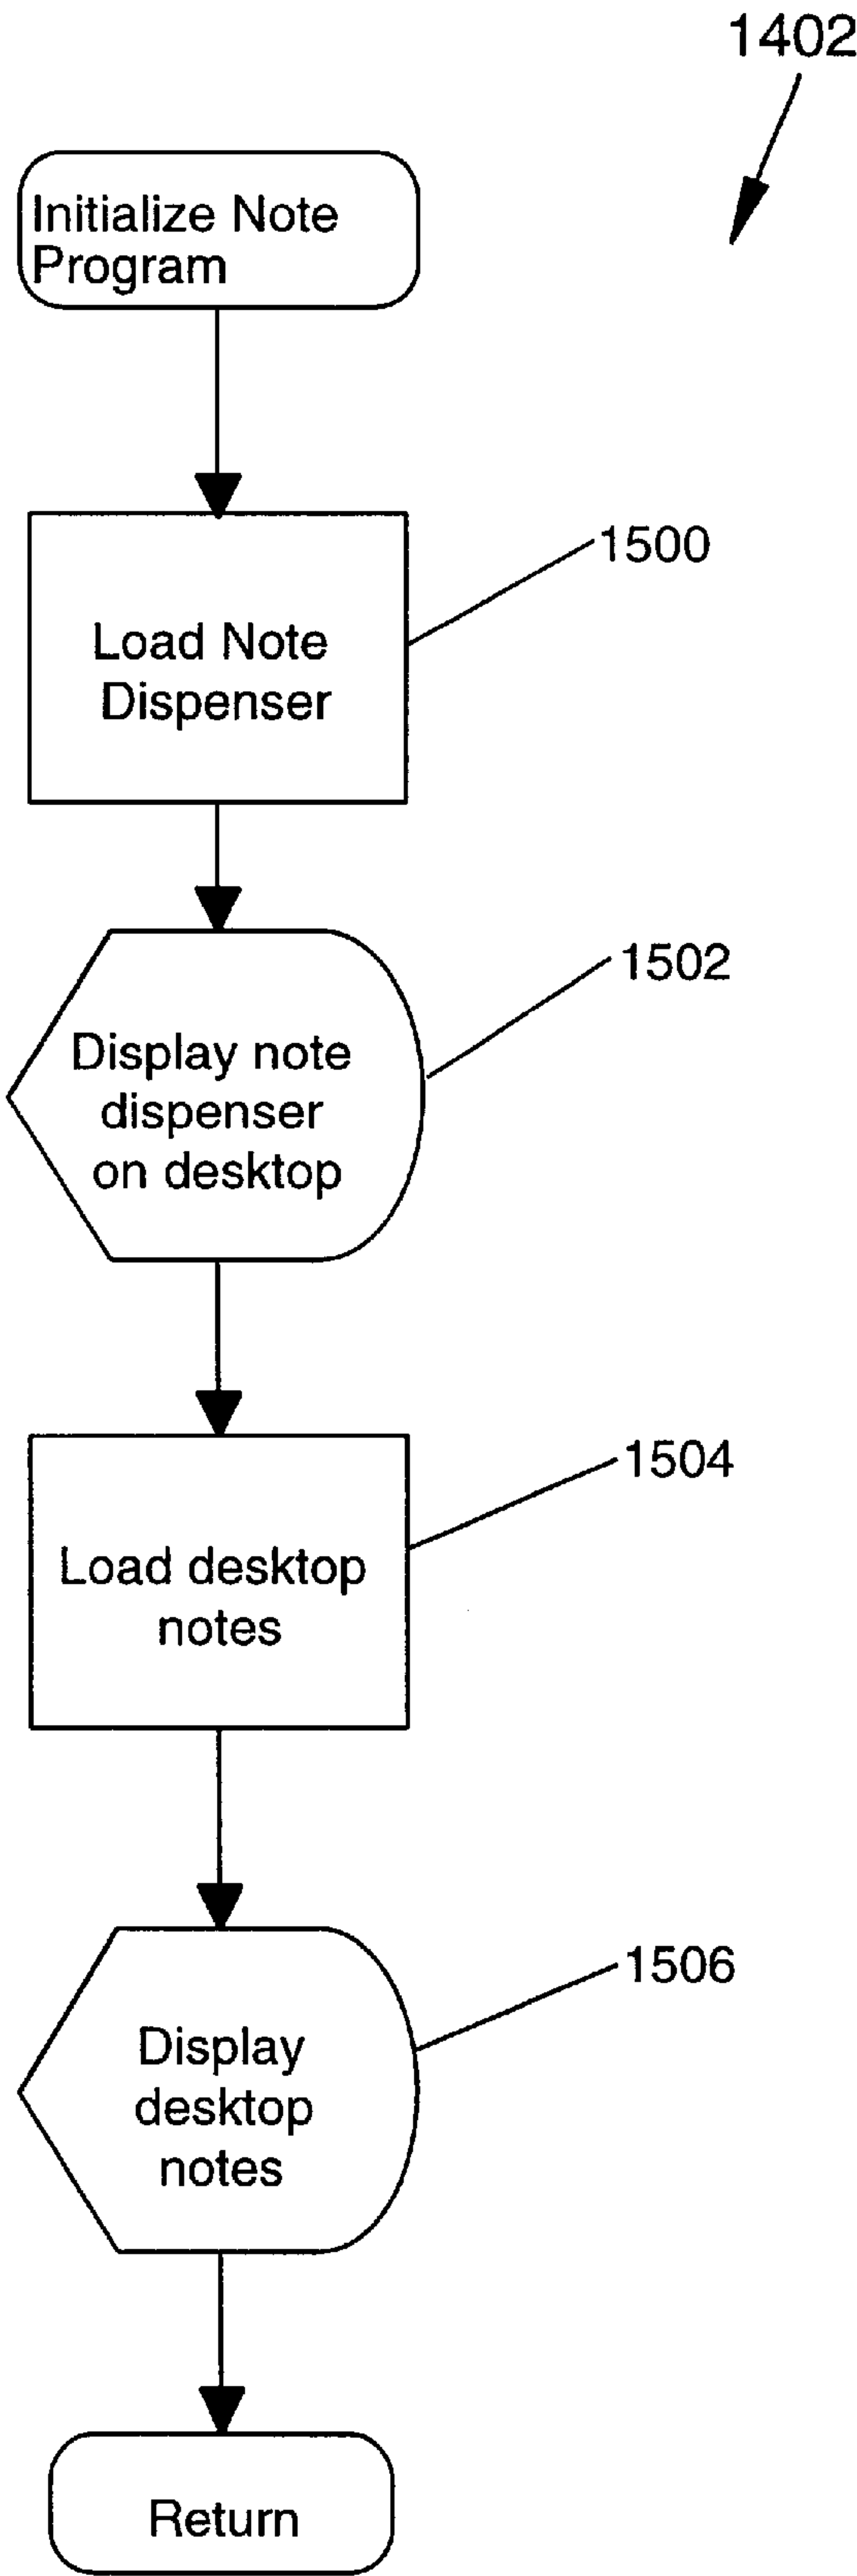 1402
Initialize Note
Program
1500
Load Note
Dispenser
1502
Display note
dispenser
on desktop
1504
Load desktop
notes
1506
Display
desktop
notes
Return